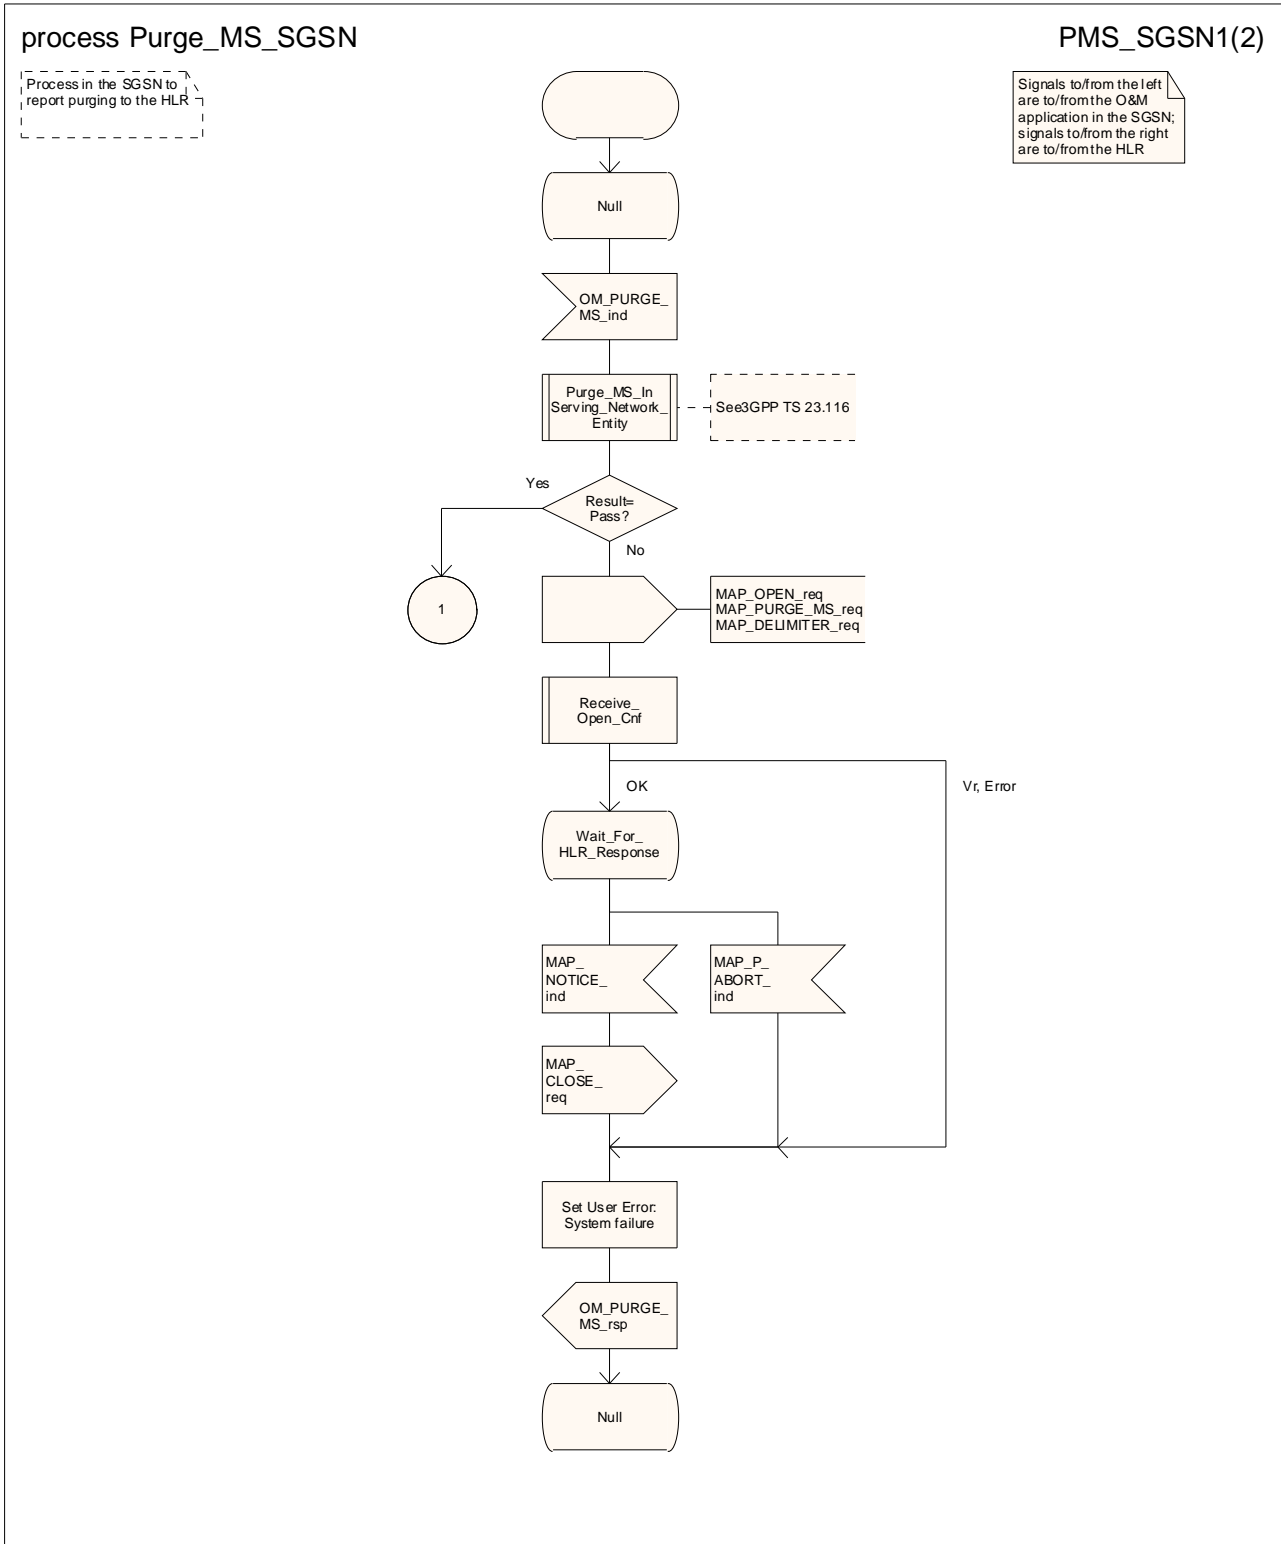 process Purge_MS_SGSN
PMS_SGSN1(2)
Process in the SGSN to
report purging to the HLR
Signals to/from the left
are to/from the O&M
application in the SGSN;
signals to/from the right
are to/from the HLR
Null
OM_PURGE_
MS_ind
Purge_MS_In
Serving_Network_
Entity
See3GPP TS 23.116
Yes
Result=
Pass?
No
1
MAP_OPEN_req
MAP_PURGE_MS_req
MAP_DELIMITER_req
Receive_
Open_Cnf
OK
Vr, Error
Wait_For_
HLR_Response
MAP_
NOTICE_
ind
MAP_P_
ABORT_
ind
MAP_
CLOSE_
req
Set User Error:
System failure
OM_PURGE_
MS_rsp
Null